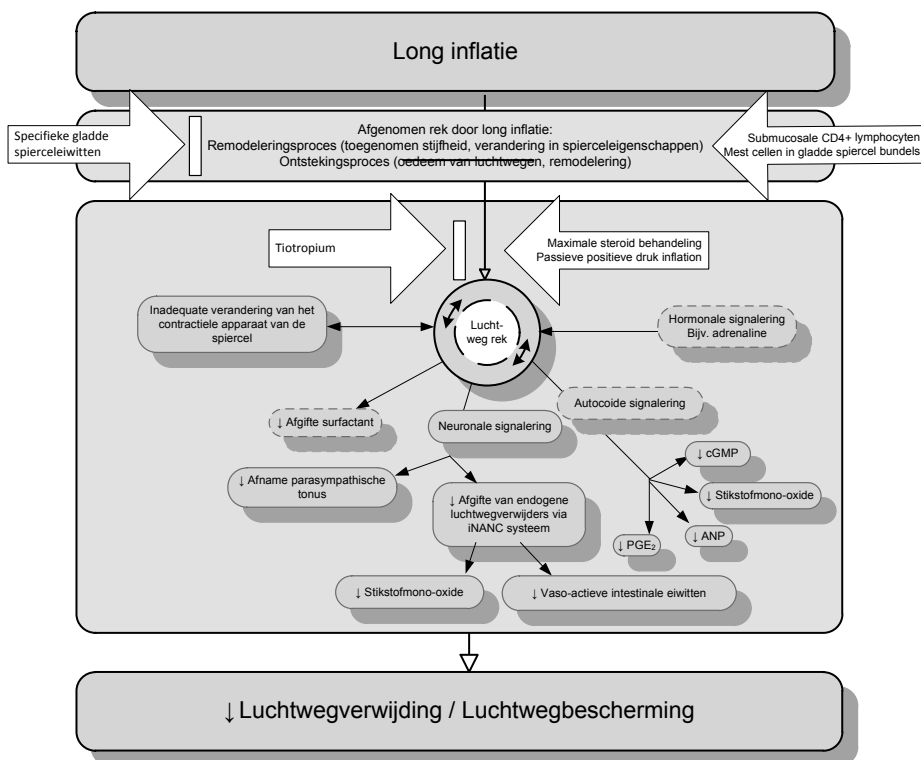 Long inflatie
Specifieke gladde
spierceleiwitten
Afgenomen rek door long inflatie:
Remodeleringsproces (toegenomen stijfheid, verandering in spierceleigenschappen)
Ontstekingsproces (oedeem van luchtwegen, remodelering)
Submucosale CD4+ lymphocyten
Mest cellen in gladde spiercel bundels
Tiotropium
Maximale steroid behandeling
Passieve positieve druk inflation
Inadequate verandering van het
contractiele apparaat van de
spiercel
Lucht-
weg rek
Hormonale signalering
Bijv. adrenaline
↓ Afgifte surfactant
Neuronale signalering
Autocoide signalering
↓ Afname parasympathische
tonus
↓ Afgifte van endogene
luchtwegverwijders via
iNANC systeem
↓ cGMP
↓ Stikstofmono-oxide
↓ ANP
↓ PGE₂
↓ Stikstofmono-oxide
↓ Vaso-actieve intestinale eiwitten
↓ Luchtwegverwijding / Luchtwegbescherming